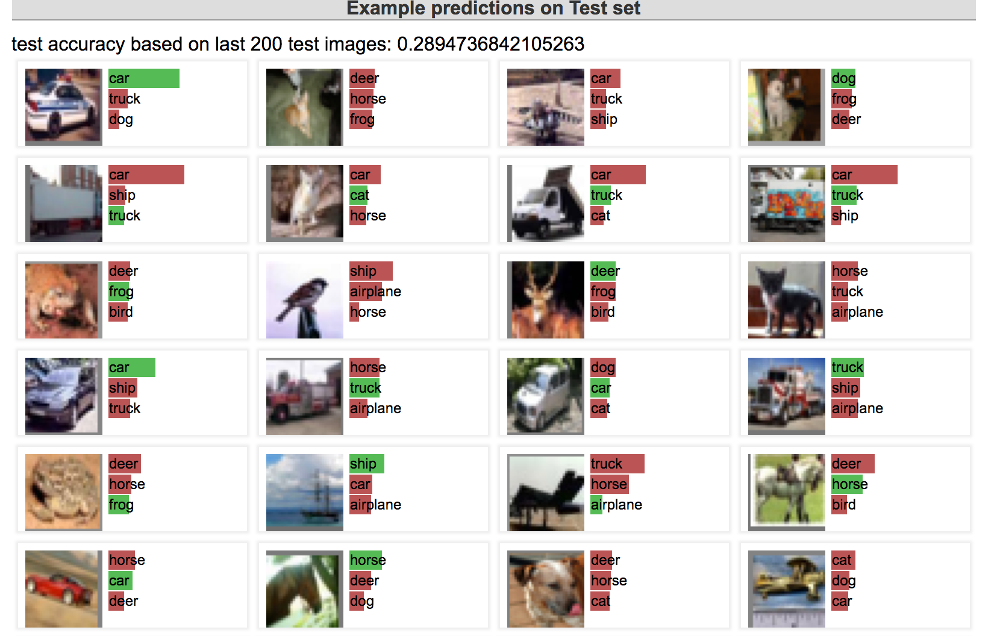 Example predictions on Test set
test accuracy based on last 200 test images: 0.2894736842105263
car
truck
dog
deer
horse
frog
car
truck
ship
dog
frog
deer
car
ship
truck
car
cat
horse
car
truck
cat
car
truck
ship
deer
frog
bird
ship
airplane
horse
deer
frog
bird
horse
truck
airplane
car
ship
truck
horse
truck
airplane
dog
car
cat
truck
ship
airplane
deer
horse
frog
ship
car
airplane
truck
horse
airplane
deer
horse
bird
horse
car
deer
horse
deer
dog
deer
horse
cat
cat
dog
car